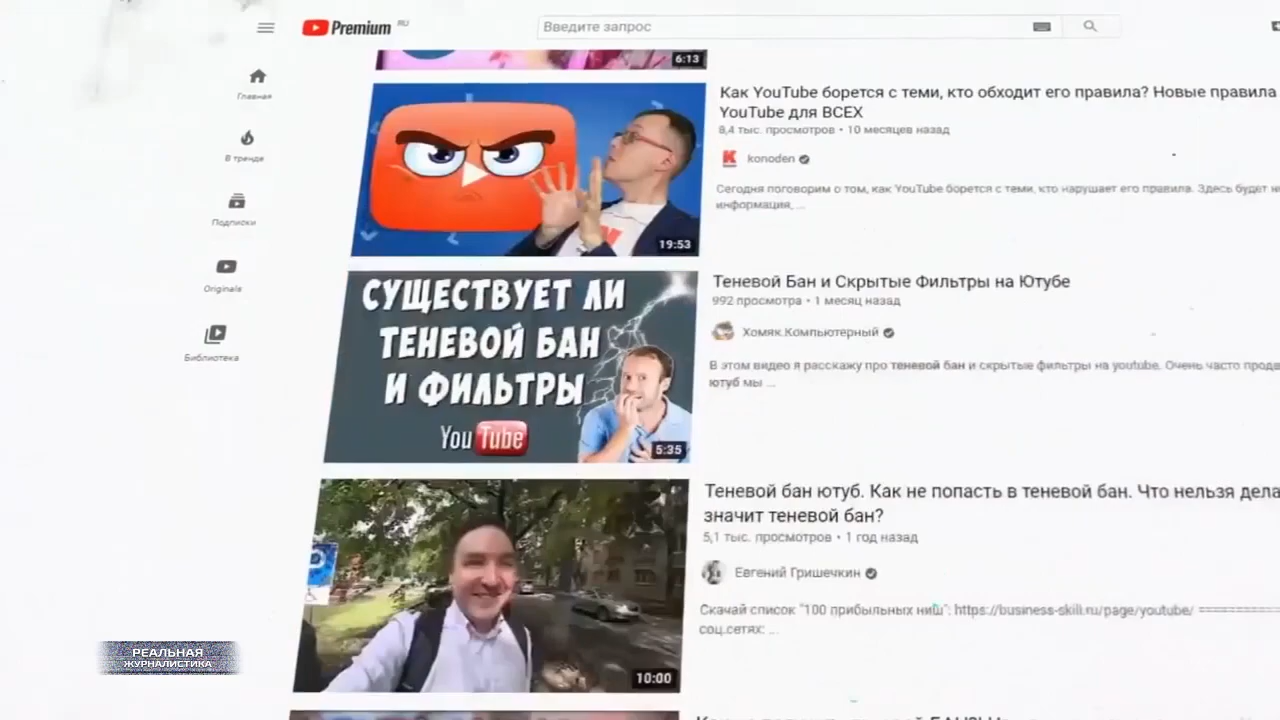 Premium RU
Введите запрос
Главная
В тренде
Подписки
Originals
Библиотека
6:13
19:53
Как YouTube борется с теми, кто обходит его правила? Новые правила
YouTube для ВСЕХ
8,4 тыс. просмотров • 10 месяцев назад
konoden
Сегодня поговорим о том, как YouTube борется с теми, кто нарушает его правила. Здесь будет
информация, ...
СУЩЕСТВУЕТ ЛИ
ТЕНЕВОЙ БАН
И ФИЛЬТРЫ
YouTube
5:35
Теневой Бан и Скрытые Фильтры на Ютубе
992 просмотра • 1 месяц назад
Хомяк.Компьютерный
В этом видео я расскажу про теневой бан и скрытые фильтры на youtube. Очень часто
ютуб мы ...
10:00
Теневой бан ютуб. Как не попасть в теневой бан. Что нельзя
значит теневой бан?
5,1 тыс. просмотров • 1 год назад
Евгений Гришечкин
Скачай список "100 прибыльных ниш": https://business-skill.ru/page/youtube/
соц.сетях: ...
РЕАЛЬНАЯ
ЖУРНАЛИСТИКА